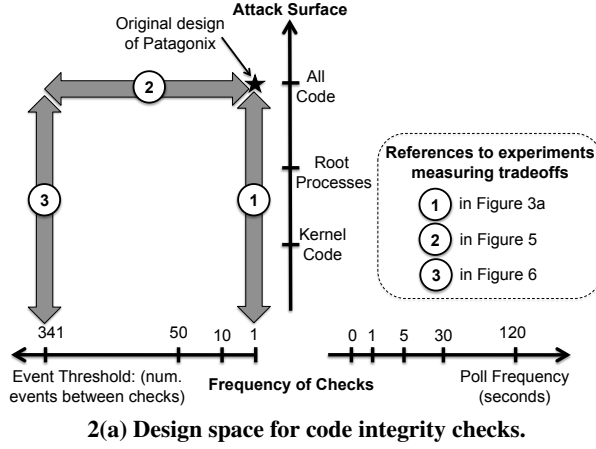 Attack Surface
Original design
of Patagonix
All
Code
2
References to experiments
measuring tradeoffs
Root
Processes
3
1
1 in Figure 3a
2 in Figure 5
Kernel
Code
3 in Figure 6
341 50 10 1 0 1 5 30 120
Event Threshold: (num.
events between checks)
Frequency of Checks
Poll Frequency
(seconds)
2(a) Design space for code integrity checks.